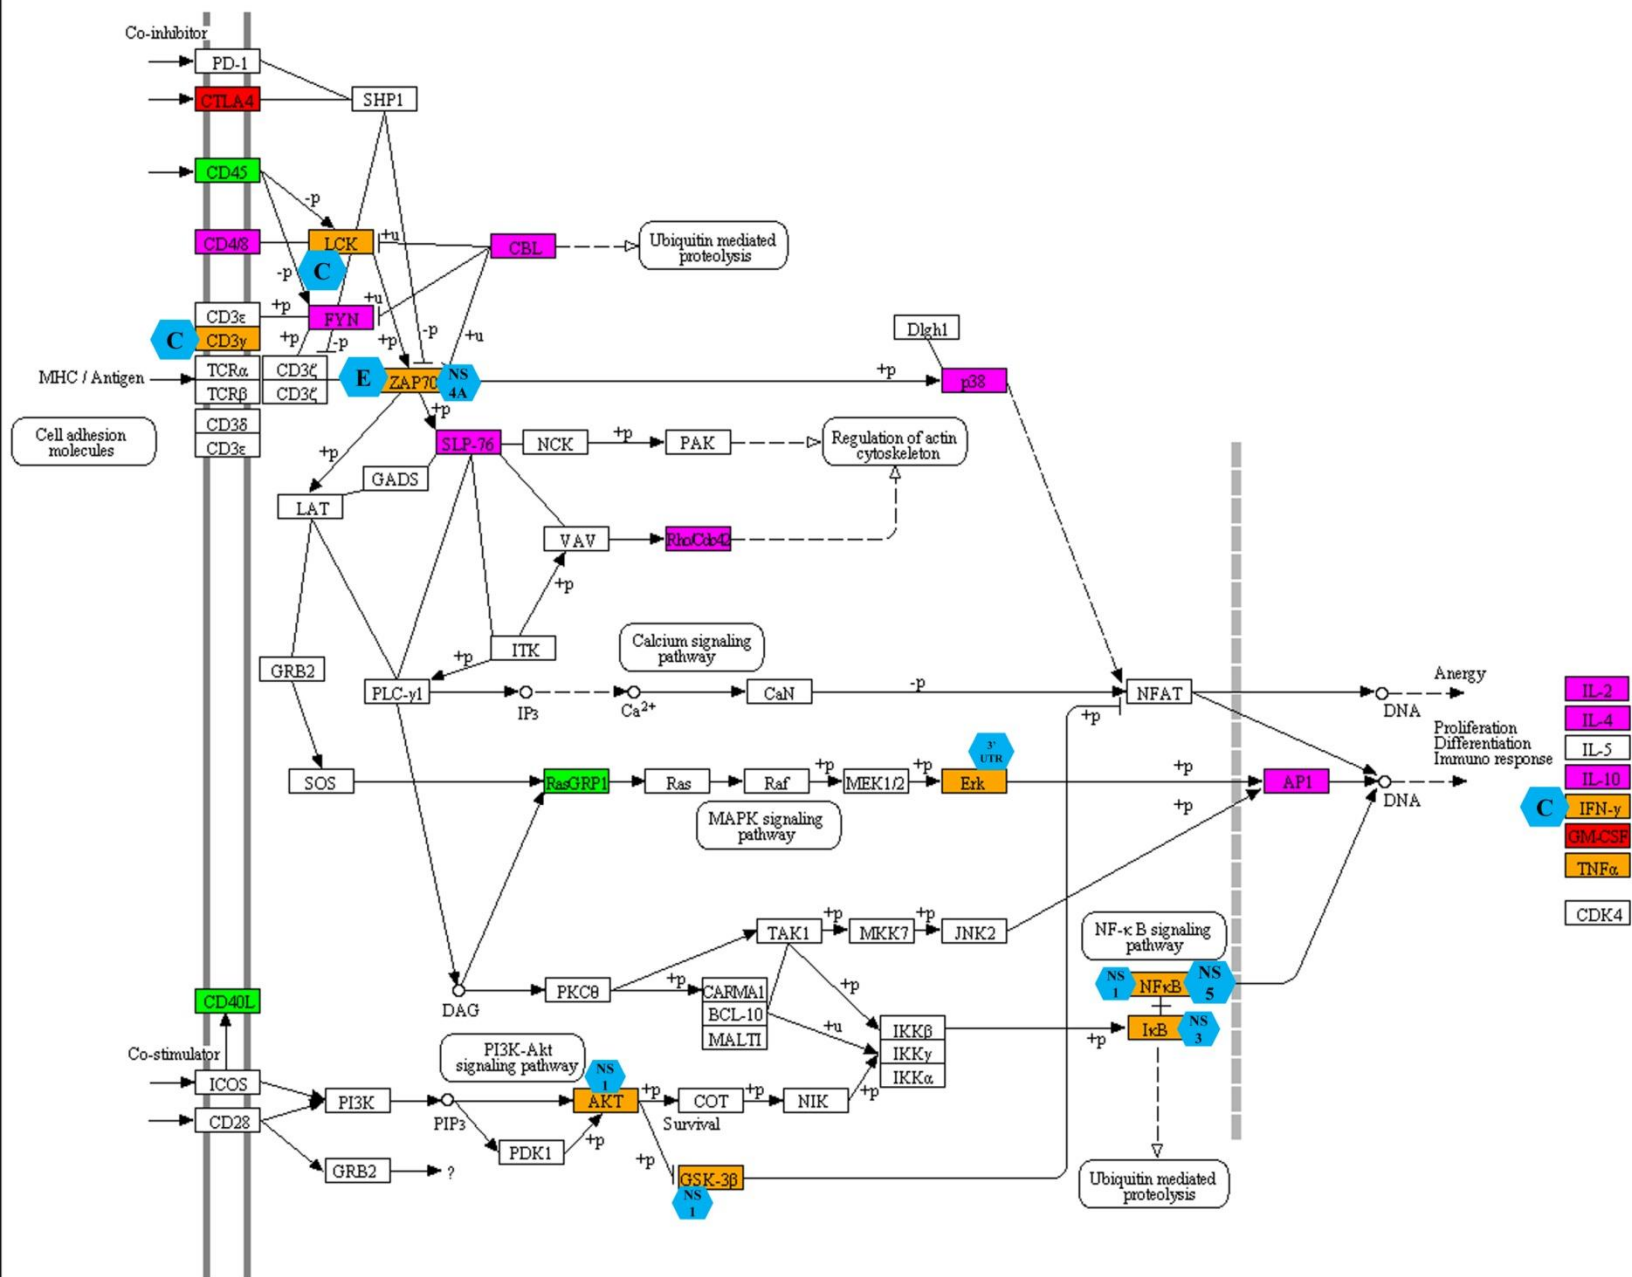 Co-inhibitor
PD-1
CTLA4
SHP1
CD45
-p
CD4/8
LCK
+u
CBL
Ubiquitin mediated
proteolysis
C
-p
+u
CD3ε
+p
FYN
C
CD3γ
+p
-p
+p
-p
+u
Dlgh1
MHC / Antigen
TCRα
CD3ζ
E
ZAP70
NS
4A
+p
p38
TCRβ
CD3ζ
+p
Cell adhesion
molecules
CD3δ
CD3ε
+p
SLP-76
NCK
+p
PAK
Regulation of actin
cytoskeleton
GADS
LAT
VAV
Rho/Cdc42
+p
ITK
Calcium signaling
pathway
+p
GRB2
PLC-γ1
IP3
Ca2+
CaN
-p
NFAT
+p
DNA
Anergy
Proliferation
Differentiation
Immuno response
IL-2
IL-4
IL-5
IL-10
C
IFN-γ
GM-CSF
TNFα
CDK4
3'
UTR
SOS
RasGRP1
Ras
Raf
+p
MEK1/2
+p
Erk
+p
AP1
DNA
+p
MAPK signaling
pathway
TAK1
+p
MKK7
+p
JNK2
NF-κB signaling
pathway
DAG
PKCθ
+p
CARMA1
BCL-10
MALT1
+p
+u
NS
1
NFκB
NS
5
IKKβ
IKKγ
IKKα
+p
IκB
NS
3
CD40L
Co-stimulator
ICOS
CD28
PI3K-Akt
signaling pathway
NS
1
PI3K
PIP3
AKT
+p
COT
+p
NIK
+p
Survival
PDK1
+p
GRB2
?
+p
GSK-3β
NS
1
Ubiquitin mediated
proteolysis